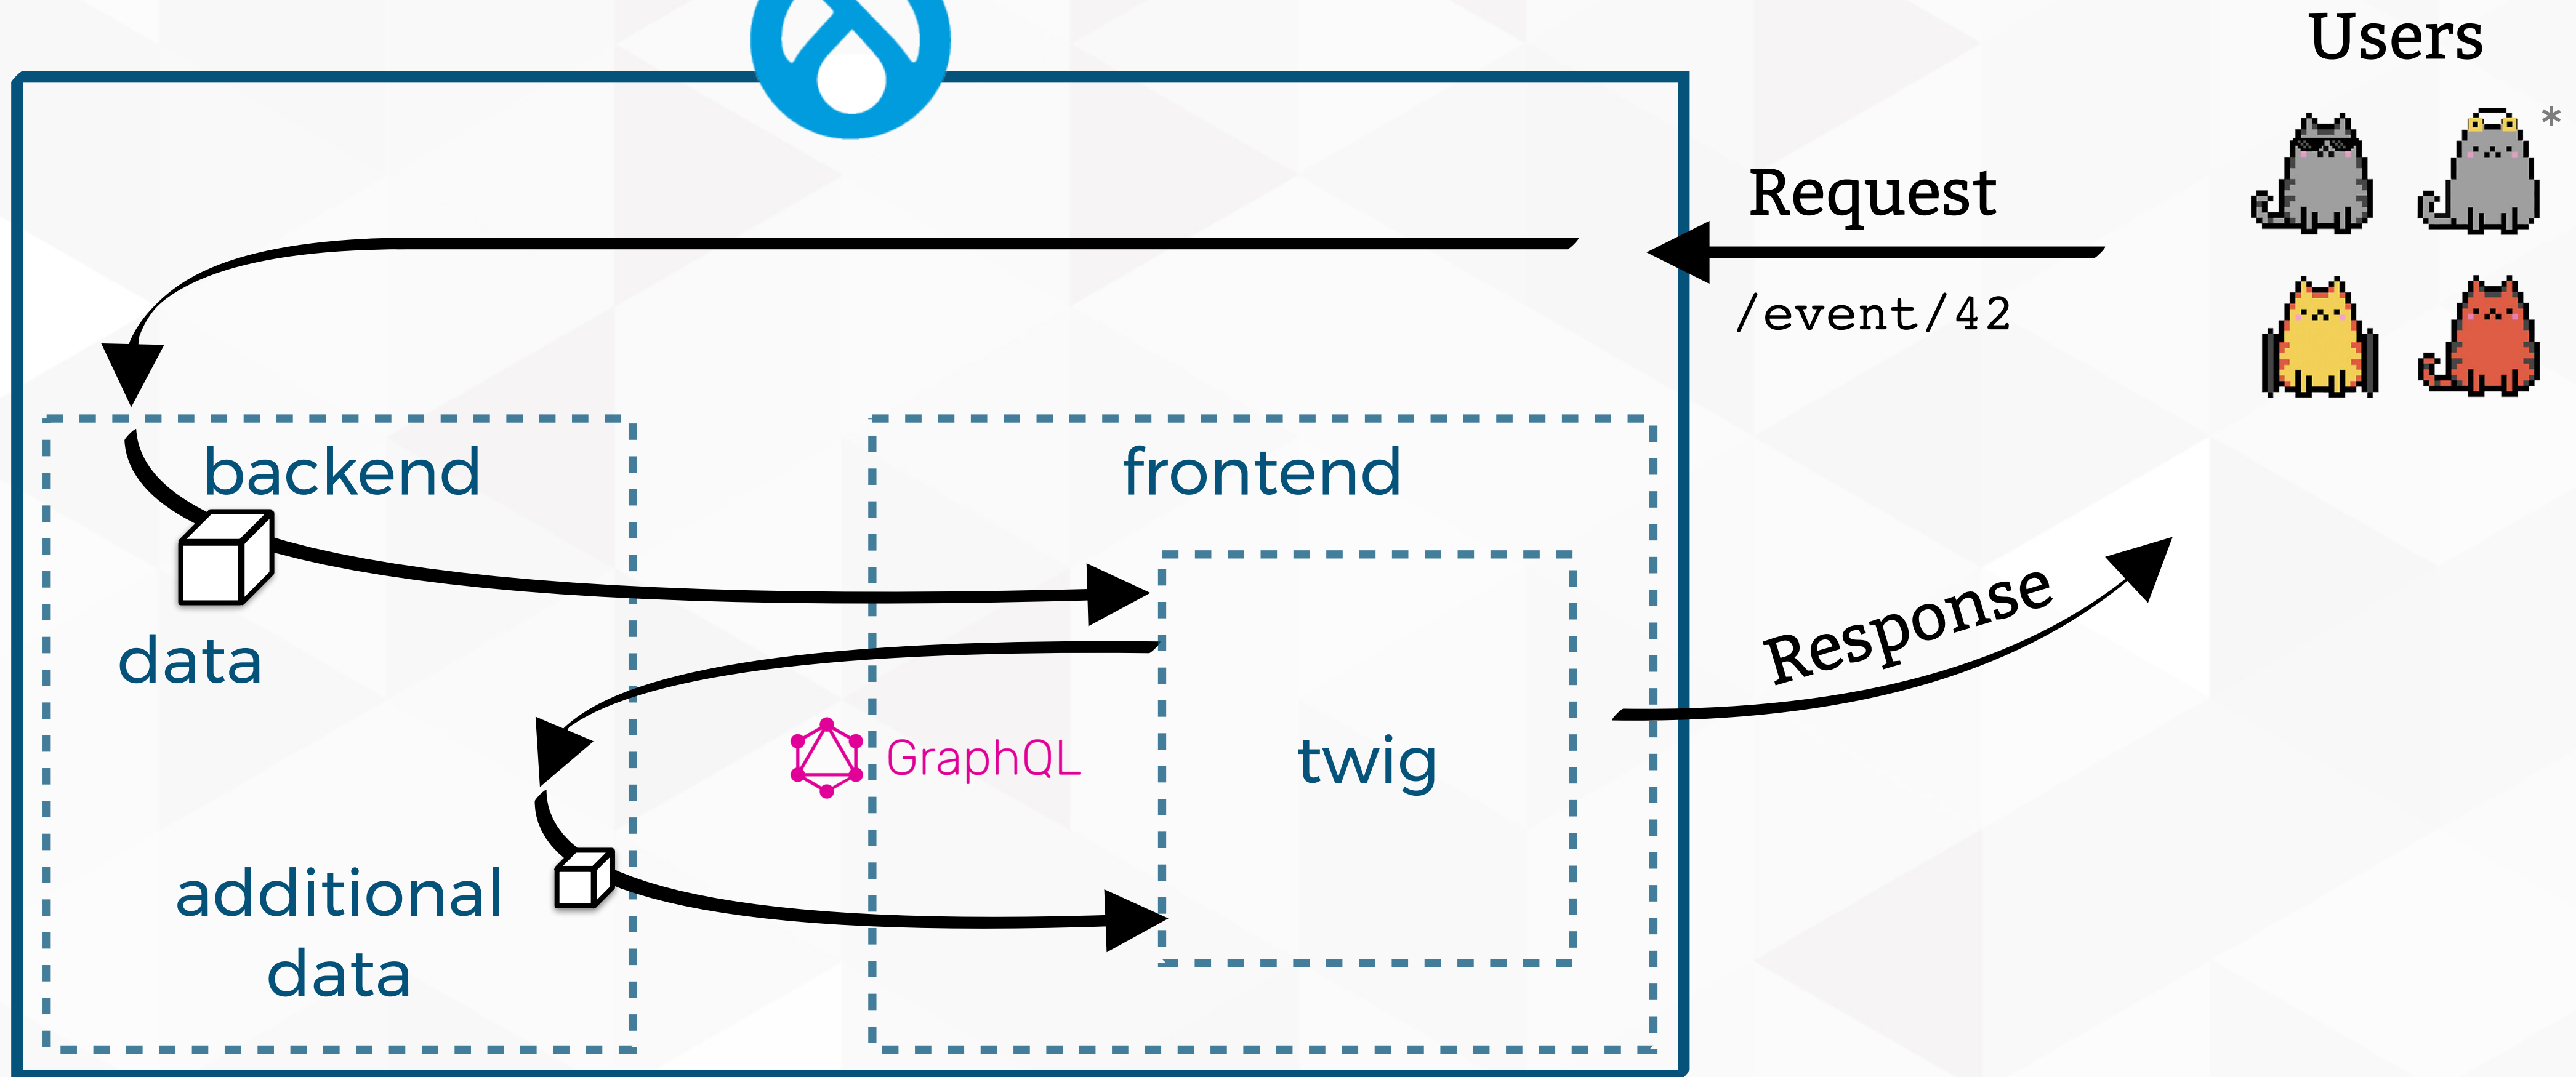 Users
*
Request
/event/42
backend
frontend
data
Response
GraphQL
twig
additional
data